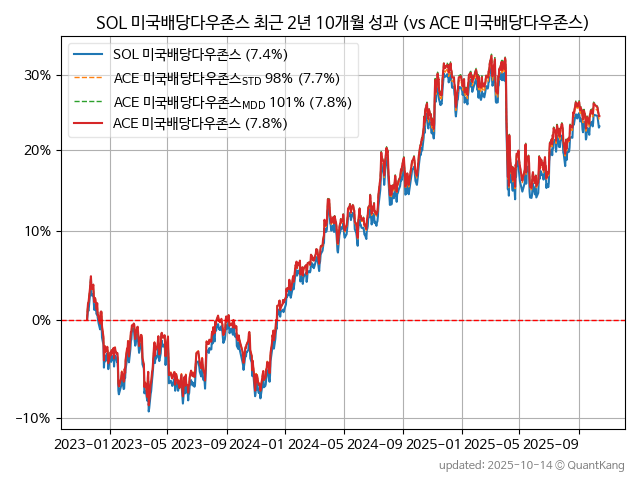 SOL 미국배당다우존스 최근 2년 10개월 성과 (vs ACE 미국배당다우존스)
SOL 미국배당다우존스 (7.4%)
ACE 미국배당다우존스STD 98% (7.7%)
ACE 미국배당다우존스MDD 101% (7.8%)
ACE 미국배당다우존스 (7.8%)
30%
20%
10%
0%
−10%
2023-01 2023-05 2023-09 2024-01 2024-05 2024-09 2025-01 2025-05 2025-09
updated: 2025-10-14 © QuantKang